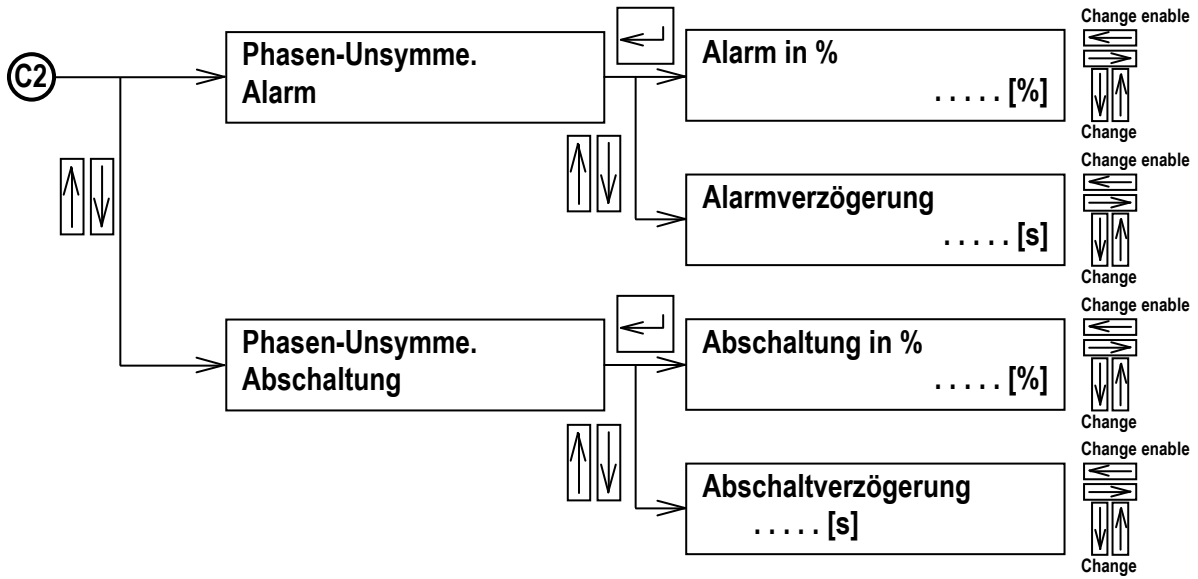 C2
Phasen-Unsymme.
Alarm
Alarm in %
. . . . . [%]
Change enable
Change
Alarmverzögerung
. . . . . [s]
Change enable
Change
Phasen-Unsymme.
Abschaltung
Abschaltung in %
. . . . . [%]
Change enable
Change
Abschaltverzögerung
. . . . . [s]
Change enable
Change